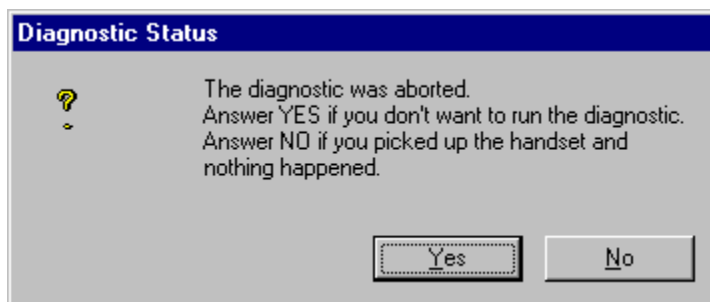 Diagnostic Status
The diagnostic was aborted.
Answer YES if you don't want to run the diagnostic.
Answer NO if you picked up the handset and
nothing happened.
Yes
No